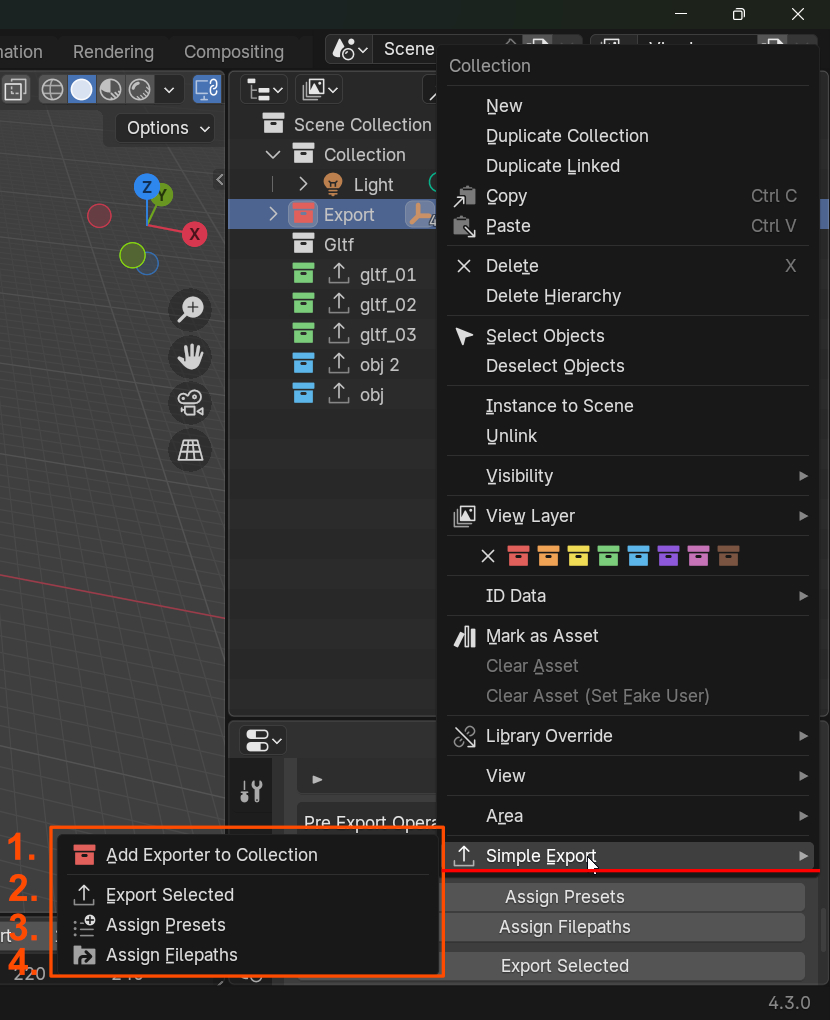 Rendering
Compositing
Scene
Options
Z
Y
X
Scene Collection
Collection
Light
Export
4
Gltf
gltf_01
gltf_02
gltf_03
obj 2
obj
Collection
New
Duplicate Collection
Duplicate Linked
Copy Ctrl C
Paste Ctrl V
Delete X
Delete Hierarchy
Select Objects
Deselect Objects
Instance to Scene
Unlink
Visibility
View Layer
ID Data
Mark as Asset
Clear Asset
Clear Asset (Set Fake User)
Library Override
View
Area
Simple Export
Pre Export Opera
1. Add Exporter to Collection
2. Export Selected
3. Assign Presets
4. Assign Filepaths
Assign Presets
Assign Filepaths
Export Selected
220
4.3.0